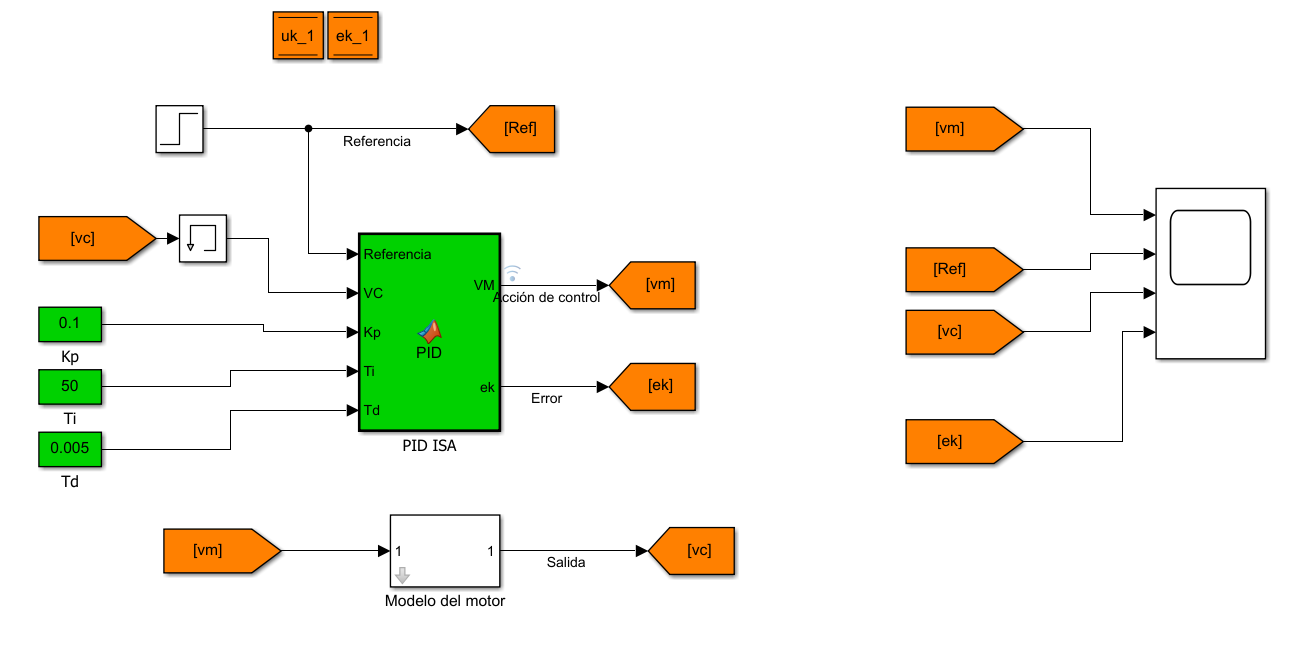 uk_1
ek_1
[Ref]
Referencia
[vc]
Referencia
VC
Kp
Ti
Td
VM
ek
PID
PID ISA
Acción de control
[vm]
Error
[ek]
0.1
Kp
50
Ti
0.005
Td
[vm]
1
1
Modelo del motor
Salida
[vc]
[vm]
[Ref]
[vc]
[ek]